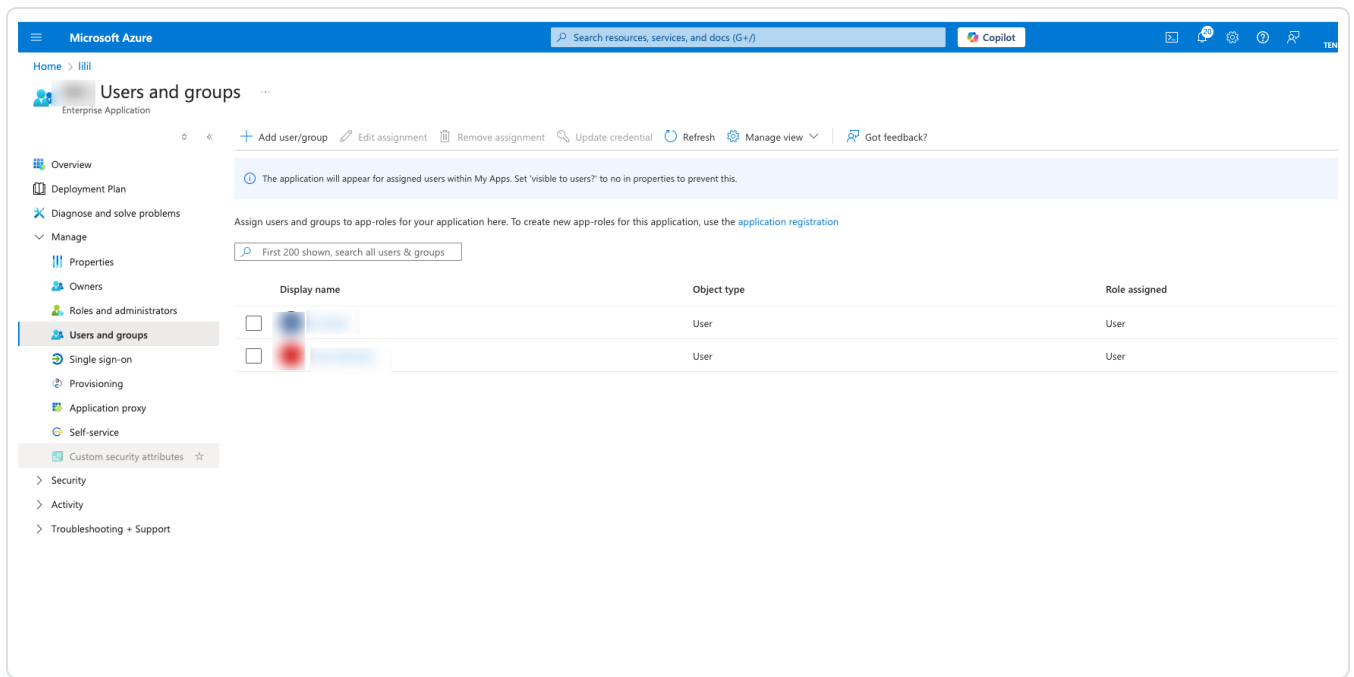 Microsoft Azure
Search resources, services, and docs (G+/)
Copilot
20
TEN
Home > lilil
Users and groups ...
Enterprise Application
Add user/group
Edit assignment
Remove assignment
Update credential
Refresh
Manage view
Got feedback?
Overview
Deployment Plan
Diagnose and solve problems
Manage
Properties
Owners
Roles and administrators
Users and groups
Single sign-on
Provisioning
Application proxy
Self-service
Custom security attributes
Security
Activity
Troubleshooting + Support
The application will appear for assigned users within My Apps. Set 'visible to users?' to no in properties to prevent this.
Assign users and groups to app-roles for your application here. To create new app-roles for this application, use the application registration
First 200 shown, search all users & groups
Display name Object type Role assigned
User User
User User